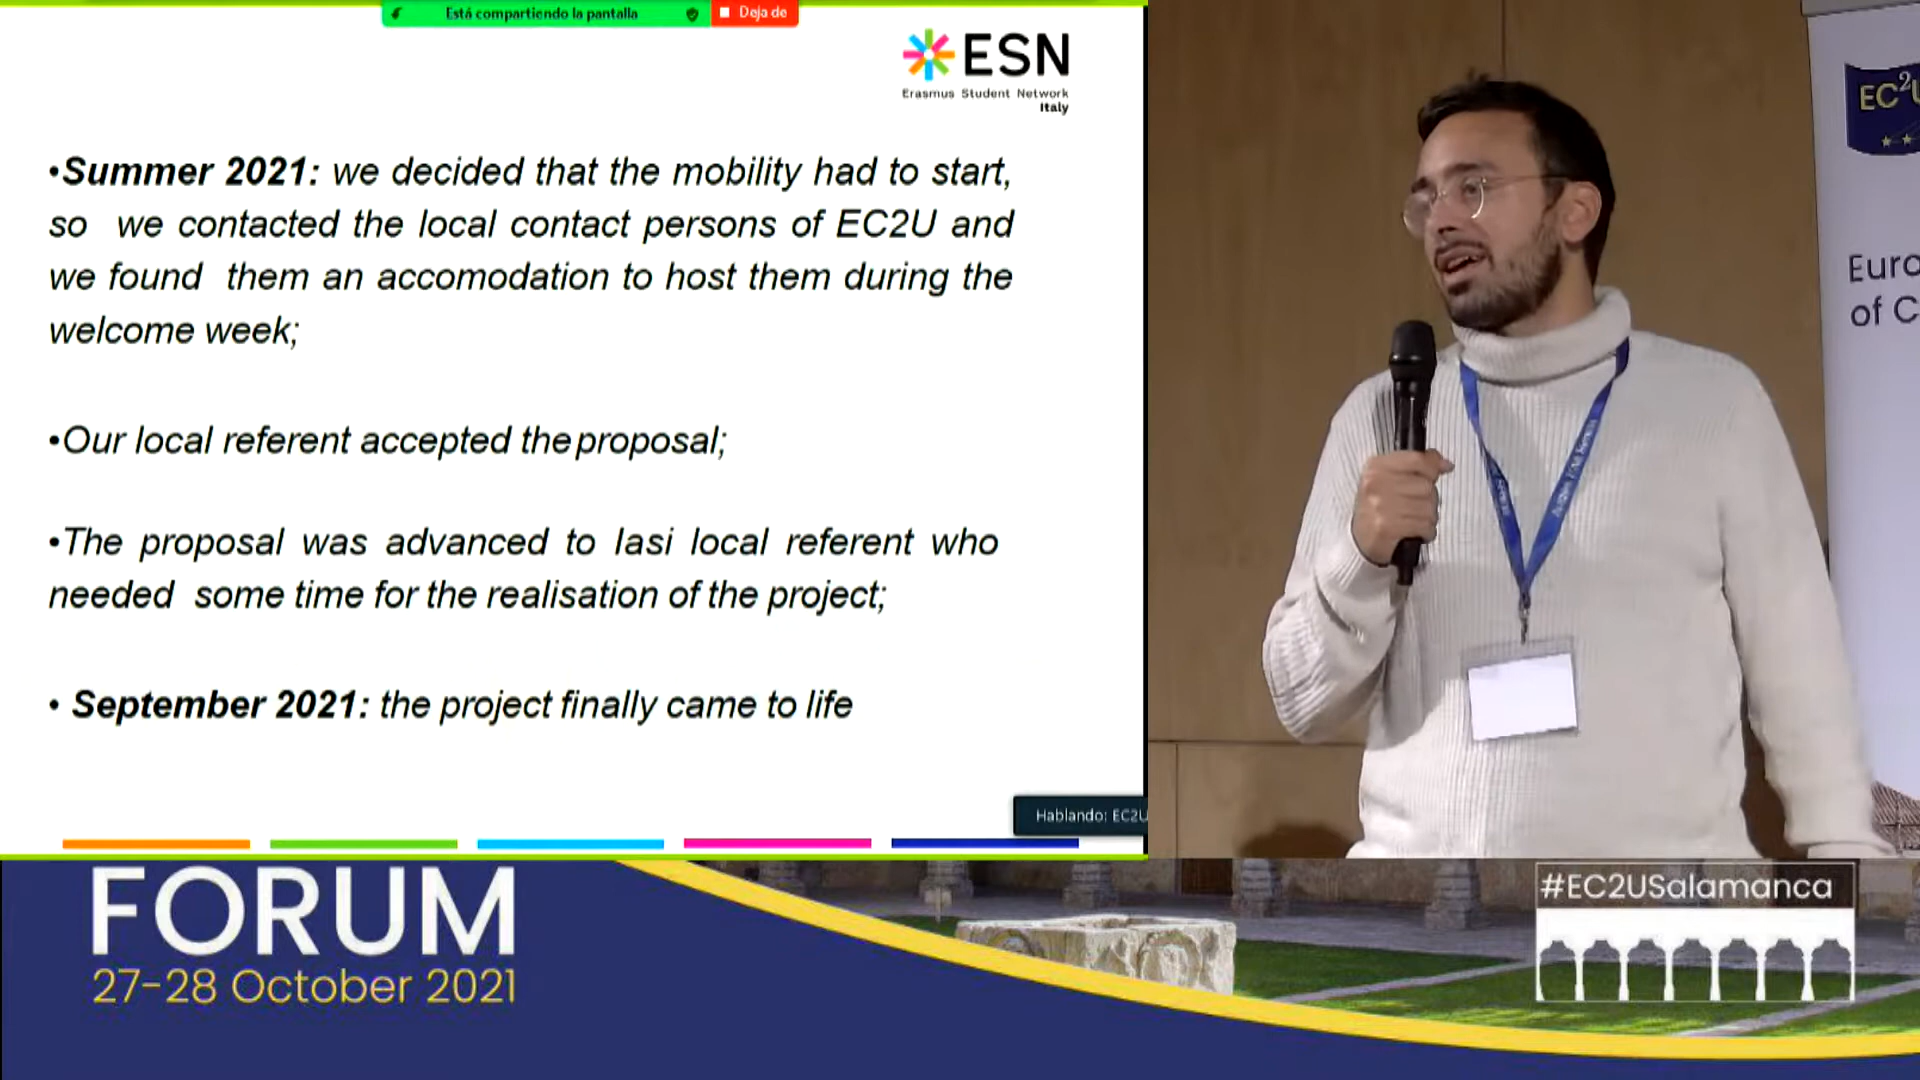 Está compartiendo la pantalla
Deja de
ESN
Erasmus Student Network
Italy
•Summer 2021: we decided that the mobility had to start,
so we contacted the local contact persons of EC2U and
we found them an accomodation to host them during the
welcome week;
•Our local referent accepted the proposal;
•The proposal was advanced to Iasi local referent who
needed some time for the realisation of the project;
• September 2021: the project finally came to life
Hablando: EC2U
EC²U
Euro
of C
FORUM
27-28 October 2021
#EC2USalamanca